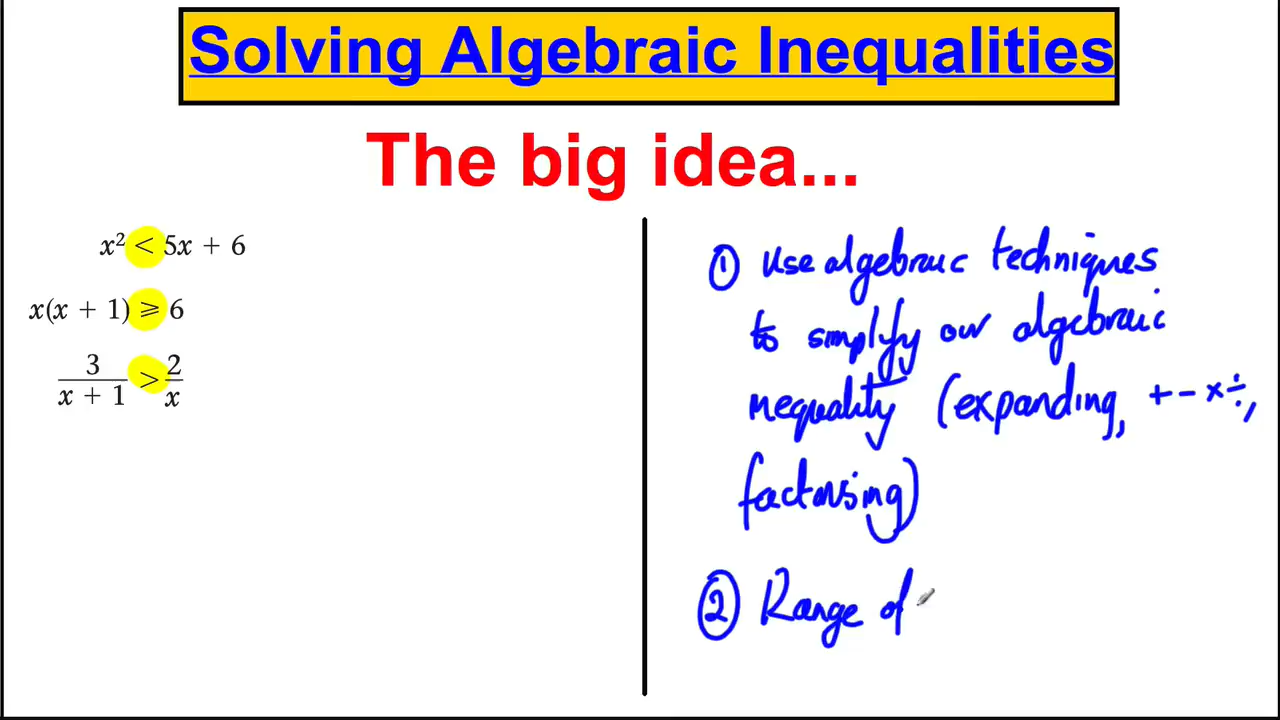 Solving Algebraic Inequalities
The big idea...
x² < 5x + 6
x(x + 1) ⩾ 6
3/(x + 1) > 2/x
① Use algebraic techniques
to simplify our algebraic
inequality (expanding, + − × ÷,
factorising)
② Range of